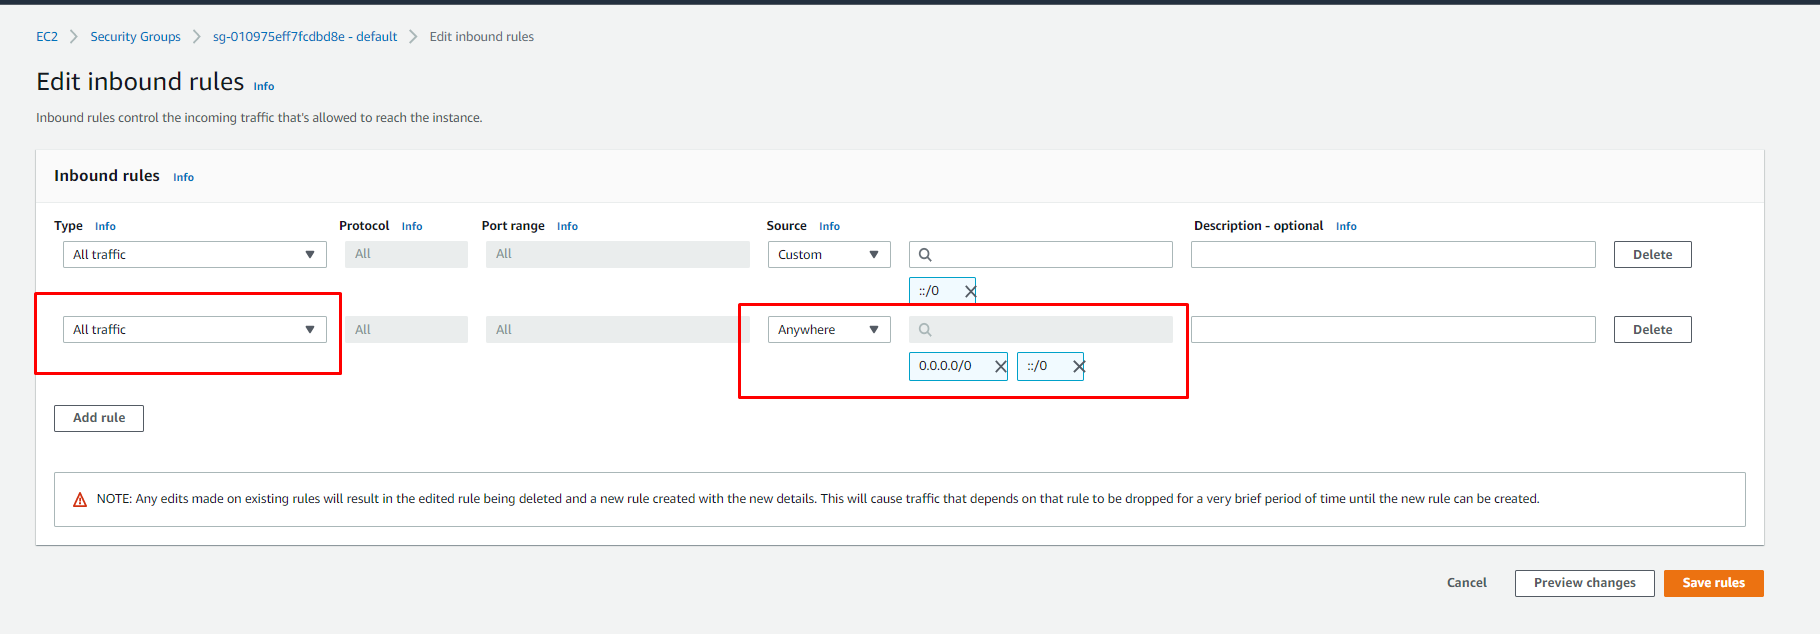 EC2 > Security Groups > sg-010975eff7fcdbd8e - default > Edit inbound rules
Edit inbound rules Info
Inbound rules control the incoming traffic that's allowed to reach the instance.
Inbound rules Info
Type Info Protocol Info Port range Info Source Info Description - optional Info
All traffic All All Custom Delete
::/0
All traffic All All Anywhere Delete
0.0.0.0/0 ::/0
Add rule
NOTE: Any edits made on existing rules will result in the edited rule being deleted and a new rule created with the new details. This will cause traffic that depends on that rule to be dropped for a very brief period of time until the new rule can be created.
Cancel Preview changes Save rules